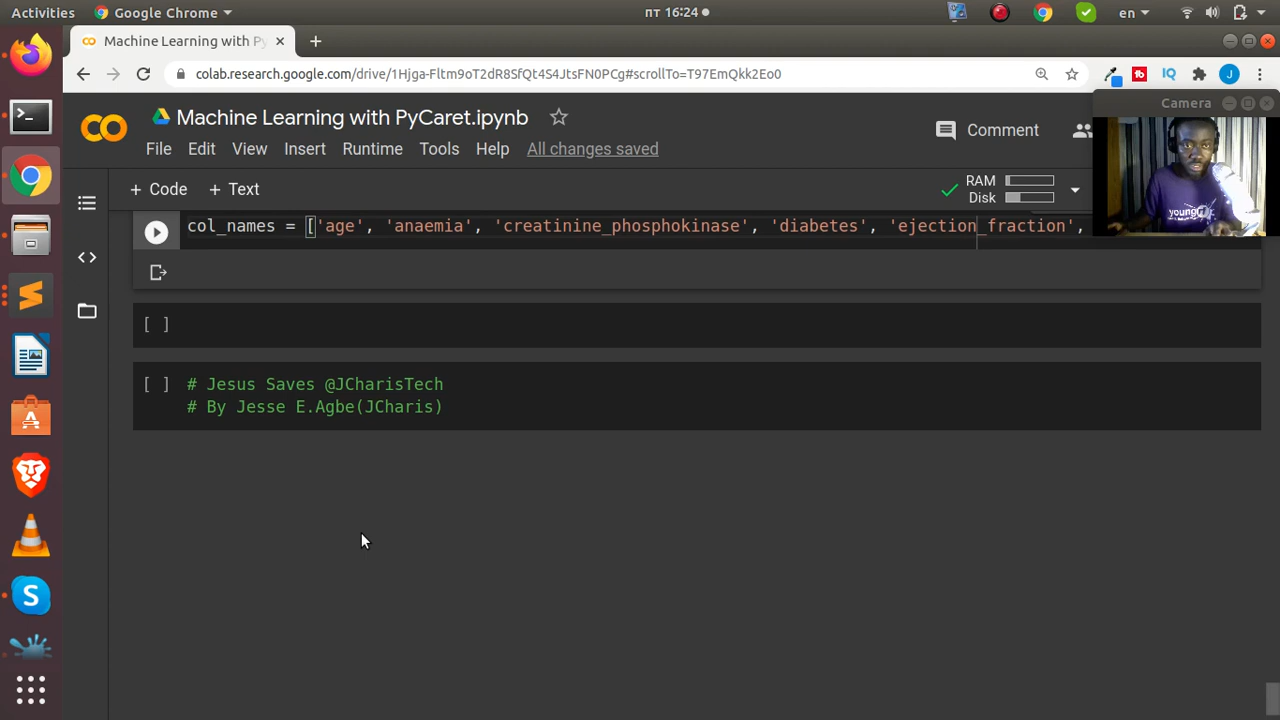 Activities Google Chrome пт 16:24 en
Machine Learning with Py
colab.research.google.com/drive/1Hjga-Fltm9oT2dR8SfQt4S4JtsFN0PCg#scrollTo=T97EmQkk2Eo0
IQ J
Camera
Machine Learning with PyCaret.ipynb
Comment
File Edit View Insert Runtime Tools Help All changes saved
+ Code + Text
RAM
Disk
col_names = ['age', 'anaemia', 'creatinine_phosphokinase', 'diabetes', 'ejection_fraction',
[ ]
[ ] # Jesus Saves @JCharisTech
# By Jesse E.Agbe(JCharis)